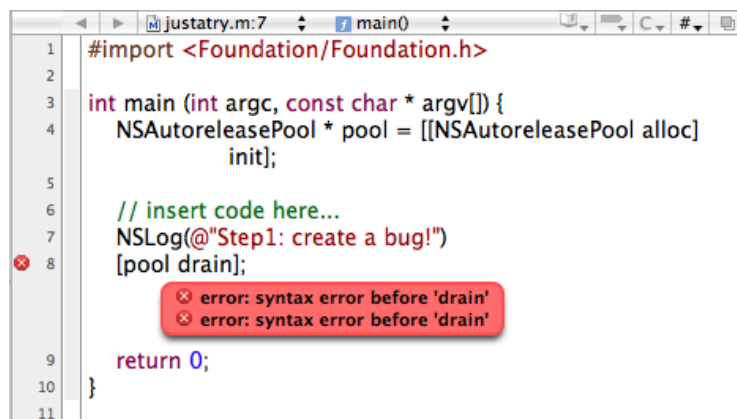 justatry.m:7 main() C #
1 #import <Foundation/Foundation.h>
2
3 int main (int argc, const char * argv[]) {
4 NSAutoreleasePool * pool = [[NSAutoreleasePool alloc]
init];
5
6 // insert code here...
7 NSLog(@"Step1: create a bug!")
8 [pool drain];
error: syntax error before 'drain'
error: syntax error before 'drain'
9 return 0;
10 }
11